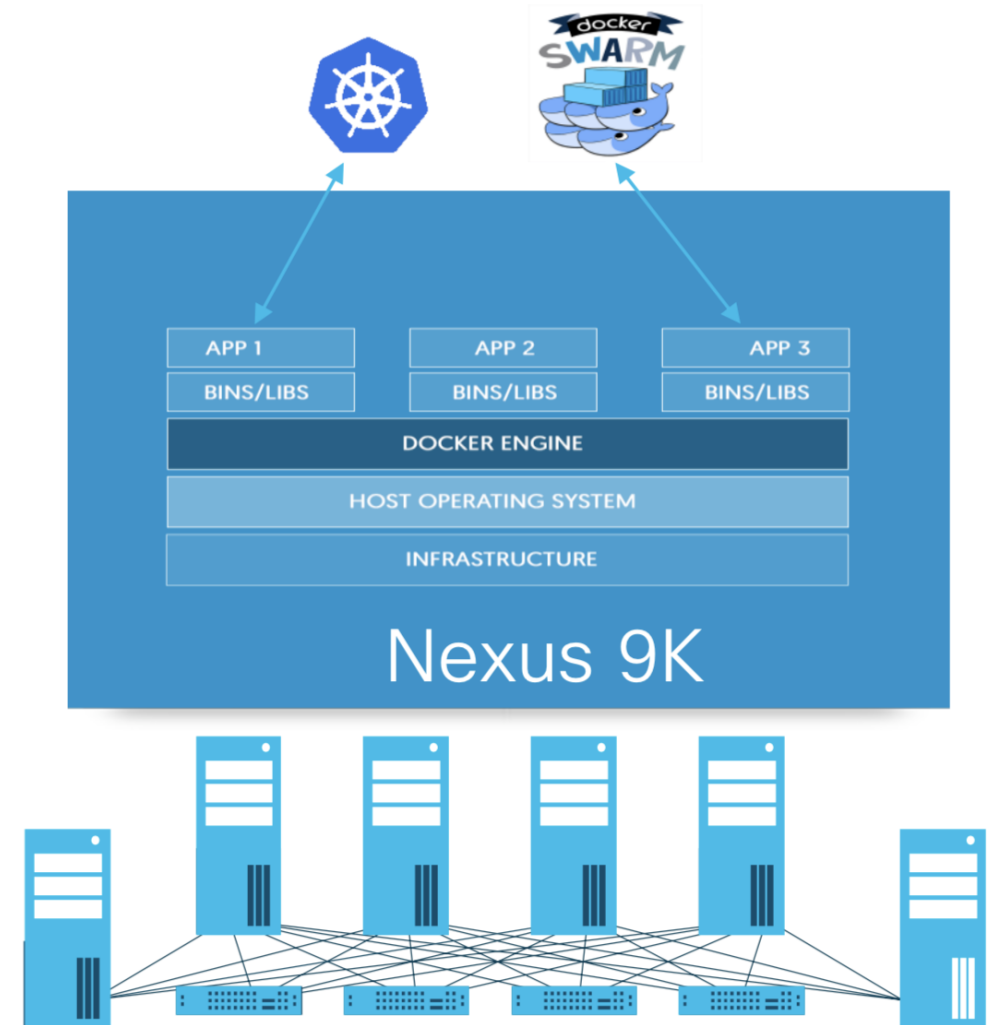 docker
SWARM
APP 1
APP 2
APP 3
BINS/LIBS
BINS/LIBS
BINS/LIBS
DOCKER ENGINE
HOST OPERATING SYSTEM
INFRASTRUCTURE
Nexus 9K